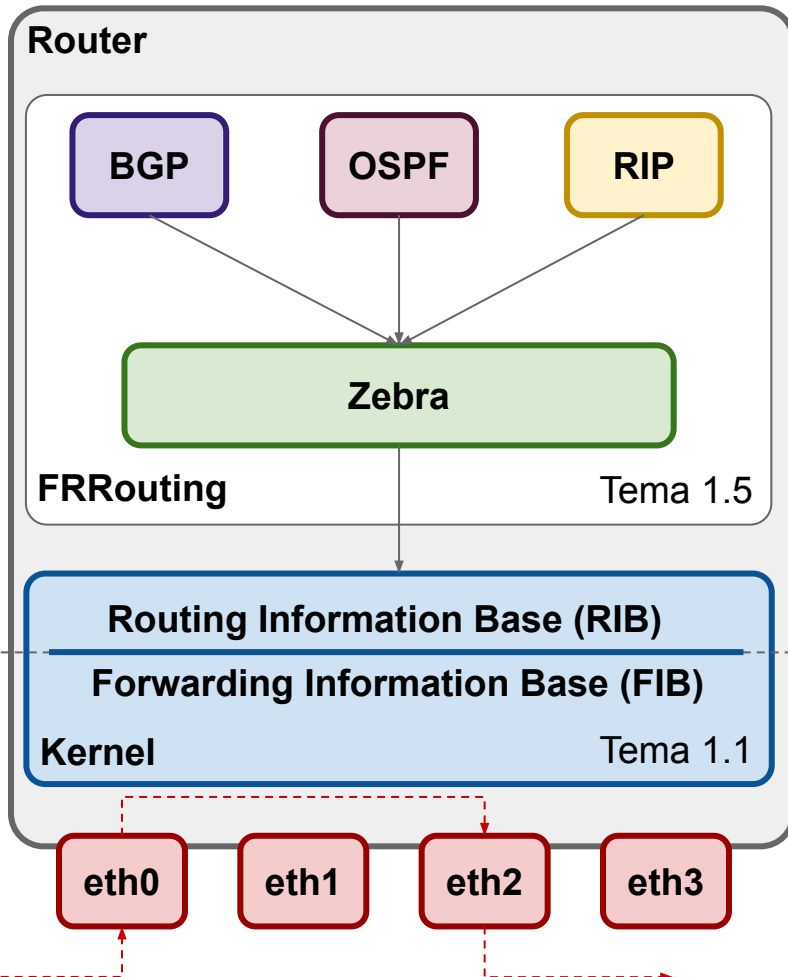 Router
BGP OSPF RIP
Zebra
FRRouting Tema 1.5
Routing Information Base (RIB)
Forwarding Information Base (FIB)
Kernel Tema 1.1
eth0 eth1 eth2 eth3